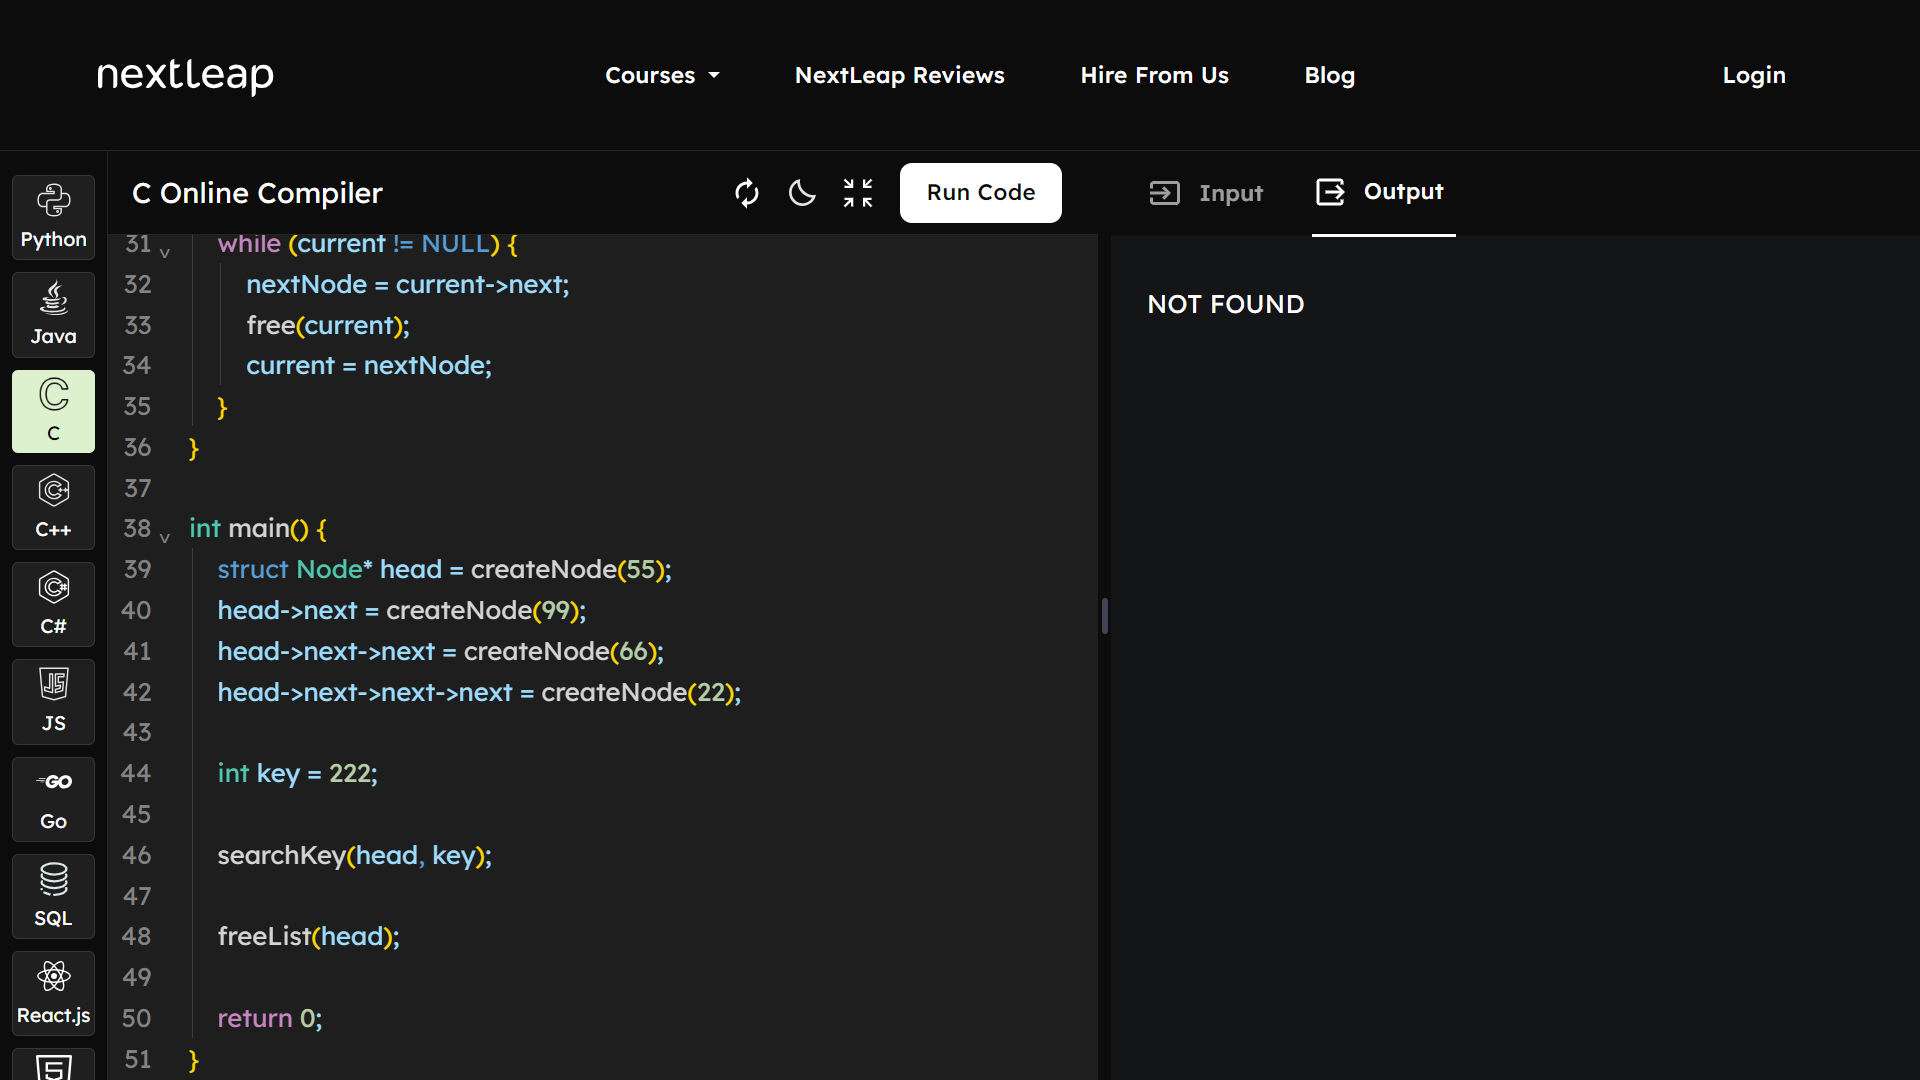 nextleap
Courses
NextLeap Reviews
Hire From Us
Blog
Login
Python
Java
C
C
C++
C++
C#
C#
JS
JS
GO
Go
SQL
React.js
5
C Online Compiler
Run Code
31 while (current != NULL) {
32 nextNode = current->next;
33 free(current);
34 current = nextNode;
35 }
36 }
37
38 int main() {
39 struct Node* head = createNode(55);
40 head->next = createNode(99);
41 head->next->next = createNode(66);
42 head->next->next->next = createNode(22);
43
44 int key = 222;
45
46 searchKey(head, key);
47
48 freeList(head);
49
50 return 0;
51 }
Input
Output
NOT FOUND